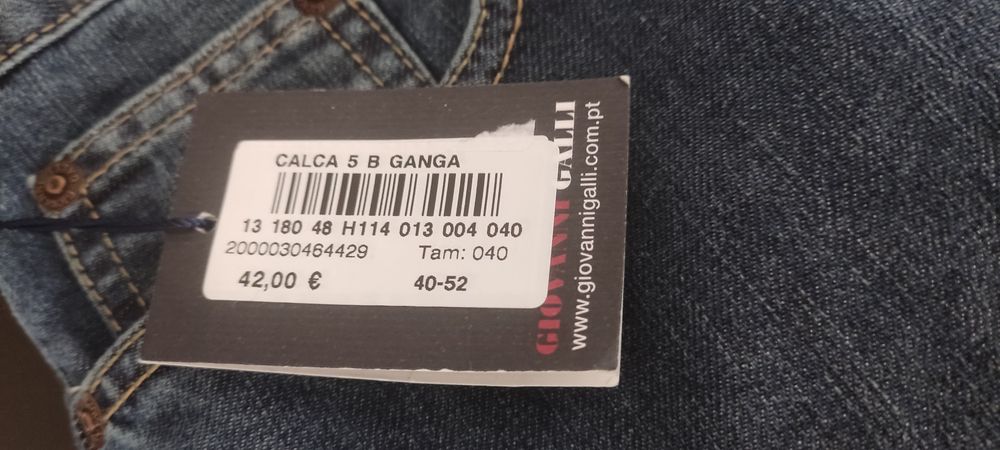 CALCA 5 B GANGA
13 180 48 H114 013 004 040
2000030464429 Tam: 040
42,00 € 40-52
GIOVANNI GALLI
www.giovannigalli.com.pt